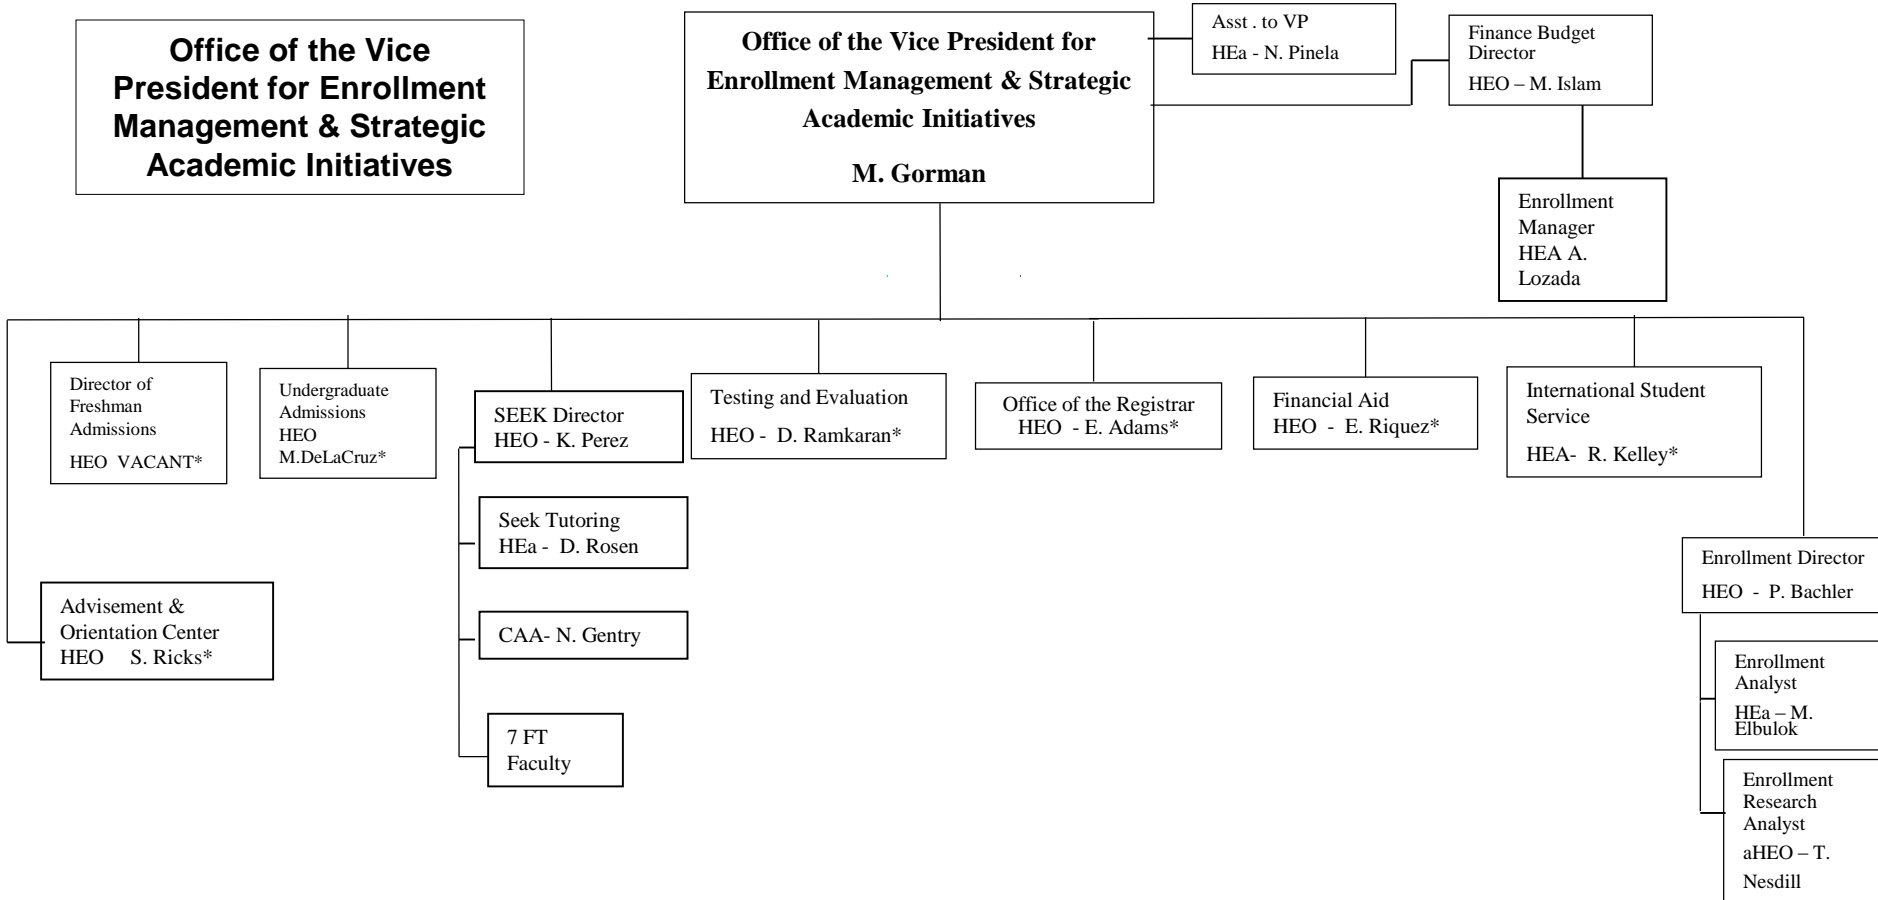 Office of the Vice
President for Enrollment
Management & Strategic
Academic Initiatives
Office of the Vice President for
Enrollment Management & Strategic
Academic Initiatives
M. Gorman
Asst . to VP
HEa - N. Pinela
Finance Budget
Director
HEO – M. Islam
Enrollment
Manager
HEA A.
Lozada
Director of
Freshman
Admissions
HEO VACANT*
Undergraduate
Admissions
HEO
M.DeLaCruz*
SEEK Director
HEO - K. Perez
Testing and Evaluation
HEO - D. Ramkaran*
Office of the Registrar
HEO - E. Adams*
Financial Aid
HEO - E. Riquez*
International Student
Service
HEA- R. Kelley*
Seek Tutoring
HEa - D. Rosen
CAA- N. Gentry
7 FT
Faculty
Advisement &
Orientation Center
HEO S. Ricks*
Enrollment Director
HEO - P. Bachler
Enrollment
Analyst
HEa – M.
Elbulok
Enrollment
Research
Analyst
aHEO – T.
Nesdill